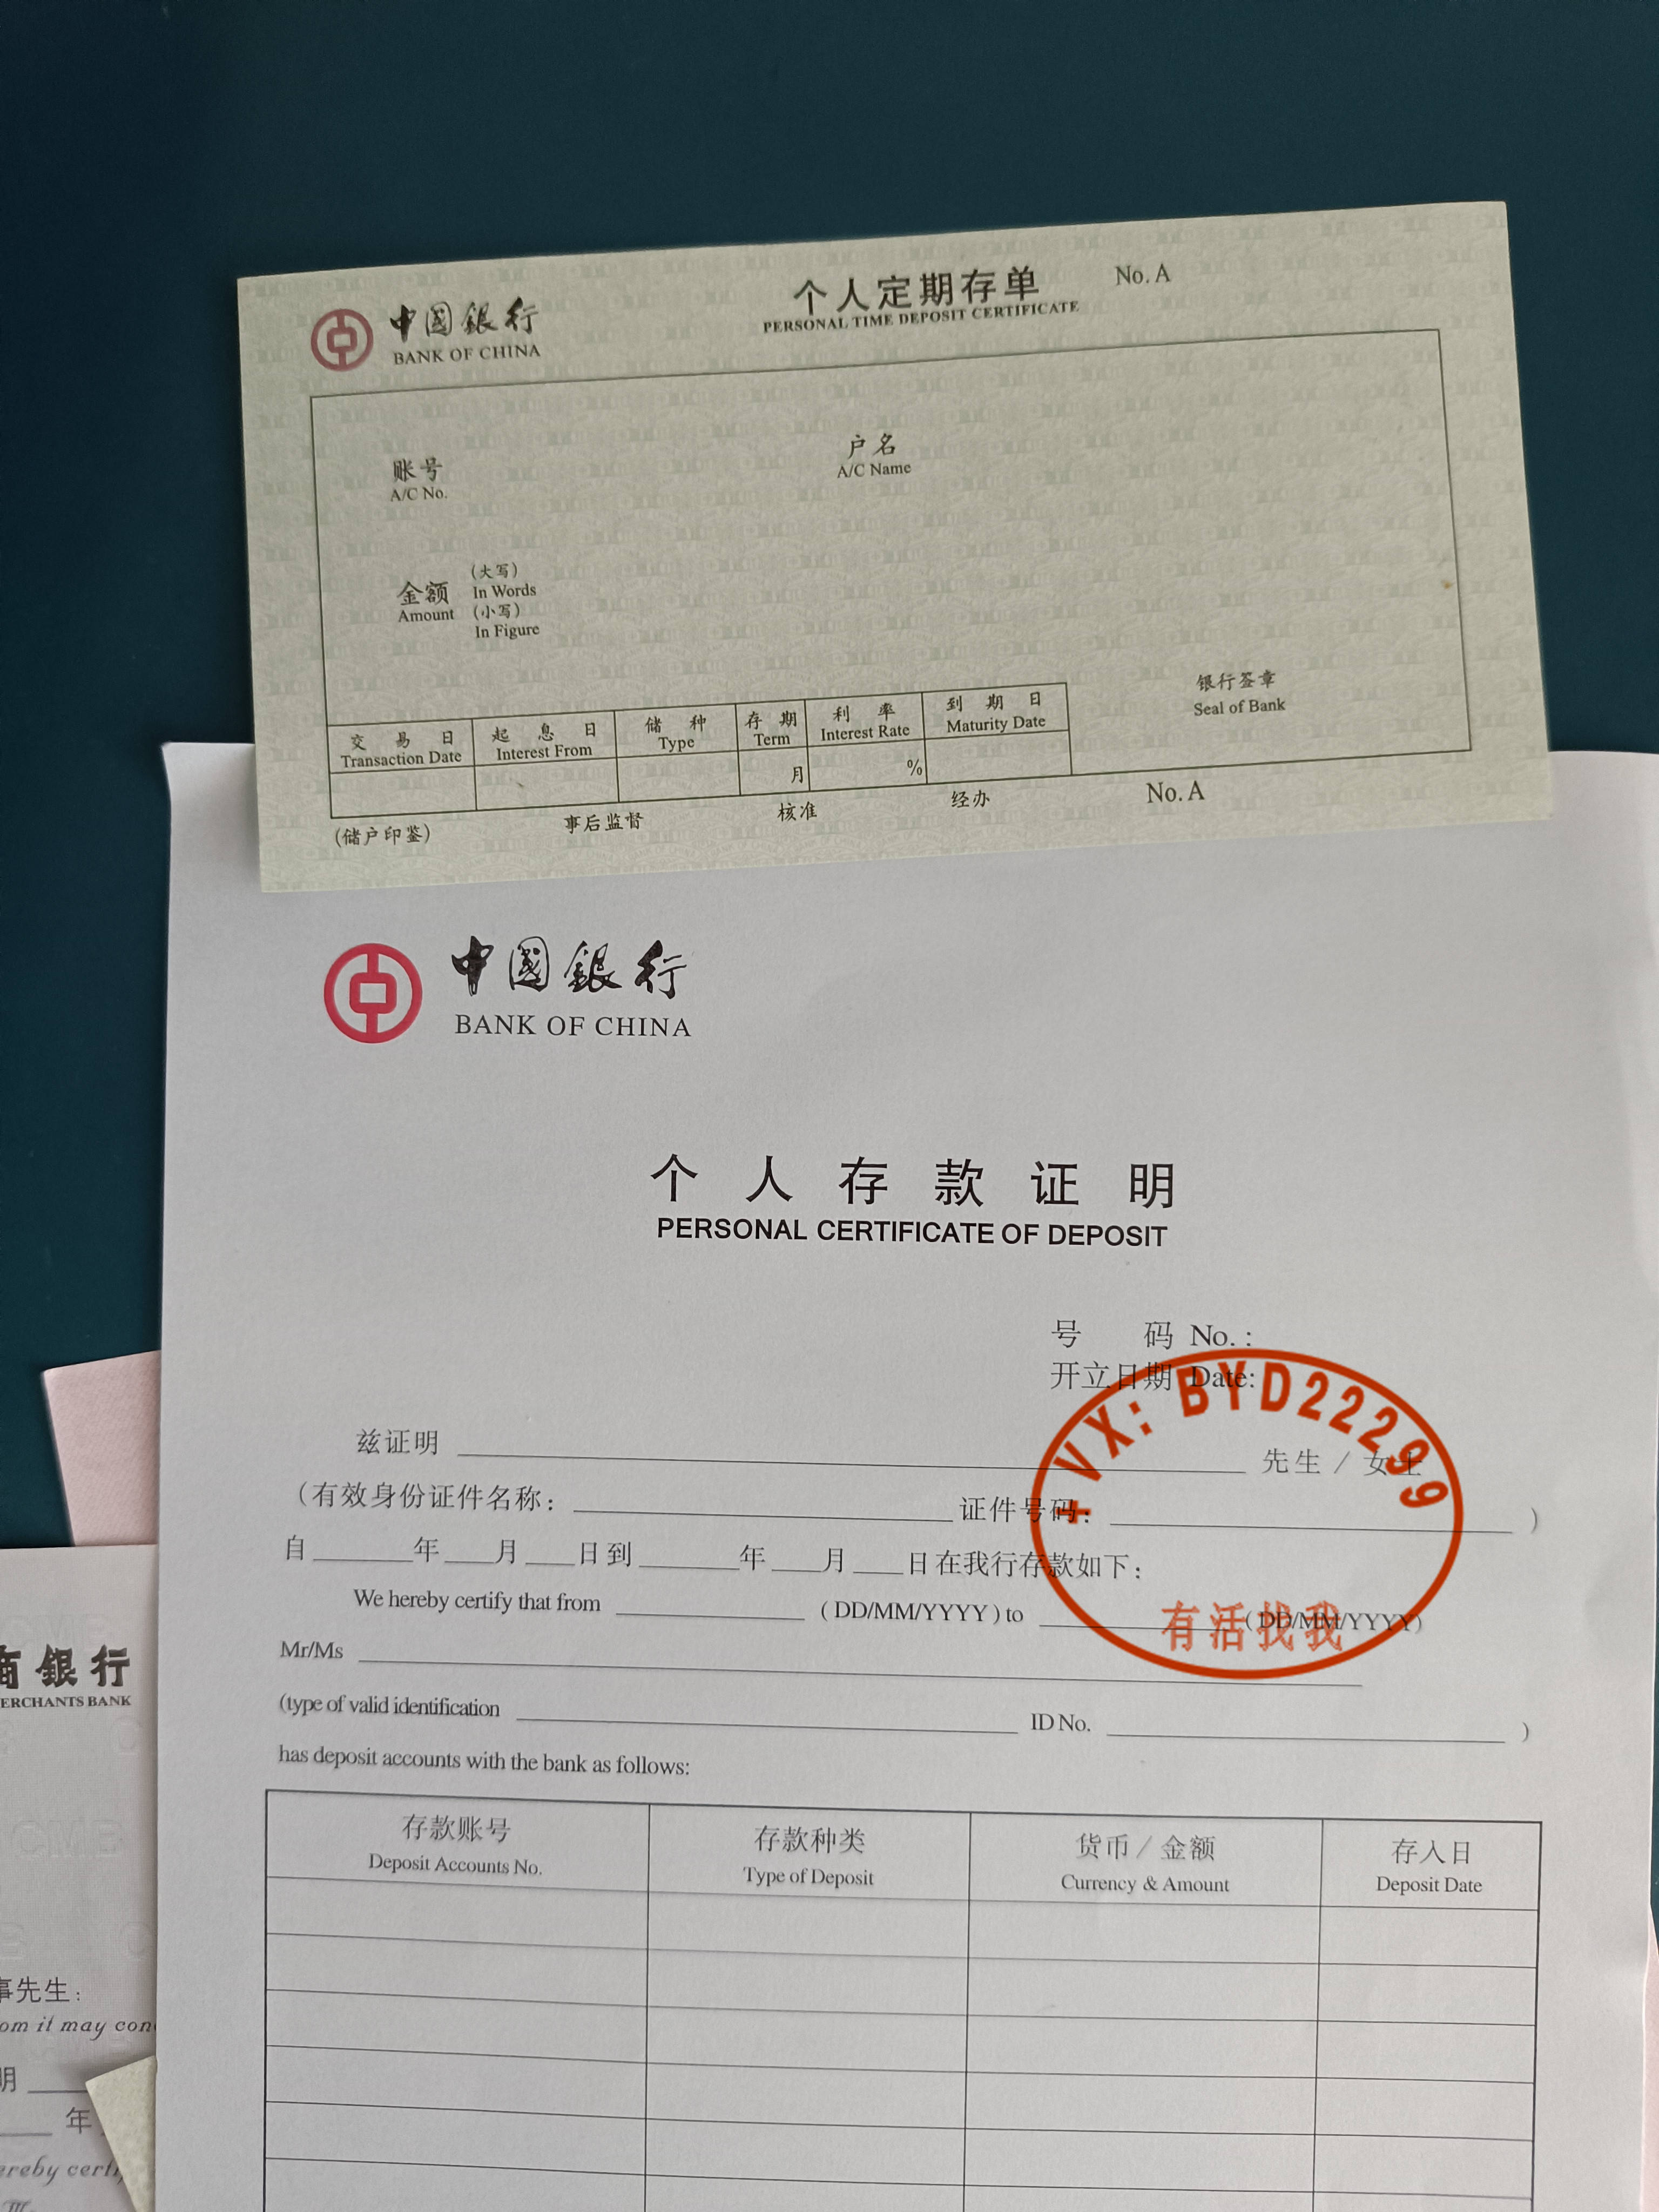 中國銀行
BANK OF CHINA
个人定期存单
PERSONAL TIME DEPOSIT CERTIFICATE
No. A
账号
A/C No.
户名
A/C Name
金额
Amount
(大写)
In Words
(小写)
In Figure
交易日
Transaction Date
起息日
Interest From
储种
Type
存期
Term
利率
Interest Rate
到期日
Maturity Date
月
%
银行签章
Seal of Bank
(储户印鉴)
事后监督
核准
经办
No. A
中國銀行
BANK OF CHINA
个人存款证明
PERSONAL CERTIFICATE OF DEPOSIT
号 码 No. :
开立日期 Date:
+VX: BYD22299
有活找我
兹证明 先生 / 女士
(有效身份证件名称: 证件号码: )
自 年 月 日到 年 月 日在我行存款如下:
We hereby certify that from ( DD/MM/YYYY ) to ( DD/MM/YYYY)
Mr/Ms
(type of valid identification ID No. )
has deposit accounts with the bank as follows:
存款账号
Deposit Accounts No.
存款种类
Type of Deposit
货币 / 金额
Currency & Amount
存入日
Deposit Date
商銀行
ERCHANTS BANK
事先生:
om it may con
明
年
ereby certi